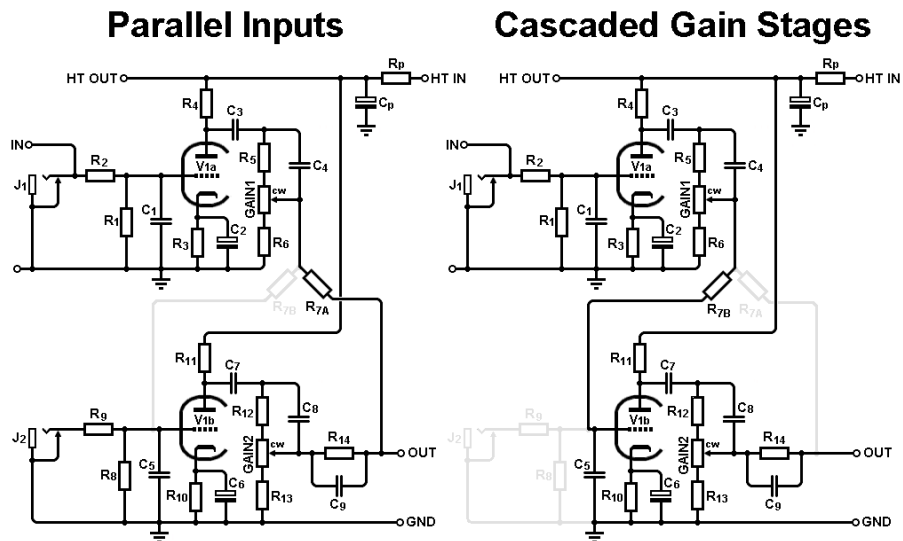 Parallel Inputs
HT OUT
Rp
HT IN
R4
C3
Cp
IN
R2
V1a
R5
C4
J1
cw
GAIN1
R1
C1
R3
C2
R6
R7B
R7A
R11
C7
R9
V1b
R12
C8
J2
cw
GAIN2
R14
OUT
R8
C5
R10
C6
R13
C9
GND
Cascaded Gain Stages
HT OUT
Rp
HT IN
R4
C3
Cp
IN
R2
V1a
R5
C4
J1
cw
GAIN1
R1
C1
R3
C2
R6
R7B
R7A
R11
C7
R9
V1b
R12
C8
J2
cw
GAIN2
R14
OUT
R8
C5
R10
C6
R13
C9
GND